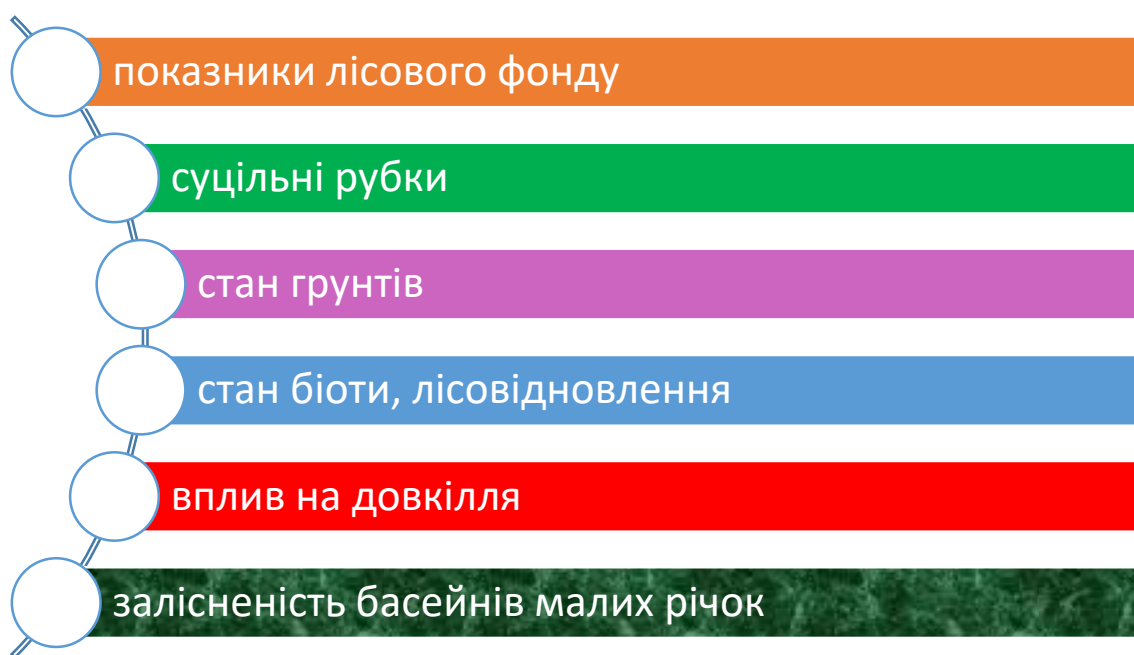 показники лісового фонду
суцільні рубки
стан грунтів
стан біоти, лісовідновлення
вплив на довкілля
залісненість басейнів малих річок